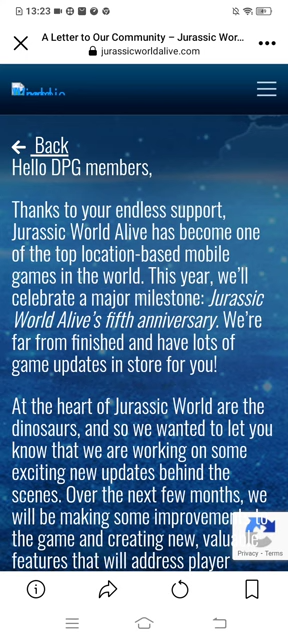 13:23
A Letter to Our Community – Jurassic Wor...
jurassicworldalive.com
Back
Hello DPG members,
Thanks to your endless support,
Jurassic World Alive has become one
of the top location-based mobile
games in the world. This year, we'll
celebrate a major milestone: Jurassic
World Alive's fifth anniversary. We're
far from finished and have lots of
game updates in store for you!
At the heart of Jurassic World are the
dinosaurs, and so we wanted to let you
know that we are working on some
exciting new updates behind the
scenes. Over the next few months, we
will be making some improvements to
the game and creating new, valuable
features that will address player
Privacy - Terms